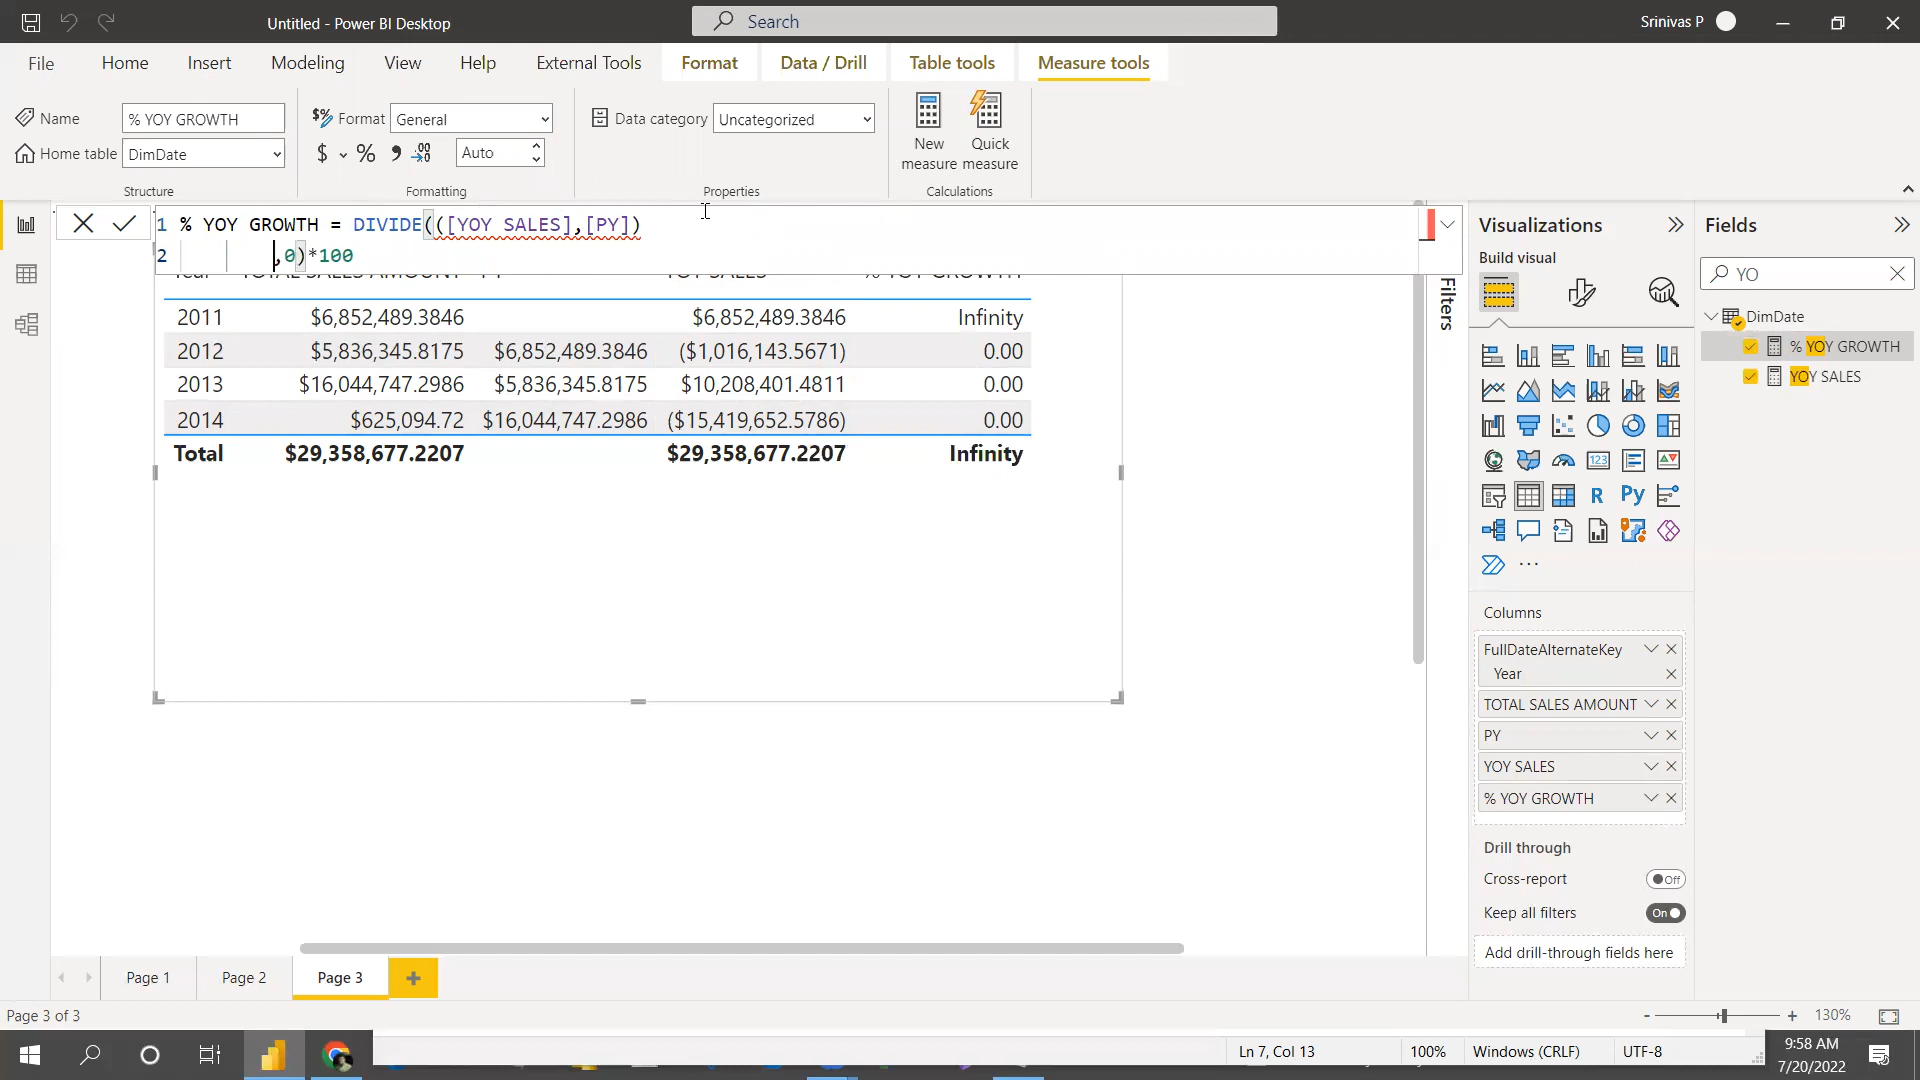 Untitled - Power BI Desktop
Search
Srinivas P
File Home Insert Modeling View Help External Tools Format Data / Drill Table tools Measure tools
Name % YOY GROWTH
Home table DimDate
Structure
Format General
$ % , .00 Auto
Formatting
Data category Uncategorized
Properties
New measure
Quick measure
Calculations
1 % YOY GROWTH = DIVIDE(([YOY SALES],[PY])
2 ,0)*100
2011 $6,852,489.3846 $6,852,489.3846 Infinity
2012 $5,836,345.8175 $6,852,489.3846 ($1,016,143.5671) 0.00
2013 $16,044,747.2986 $5,836,345.8175 $10,208,401.4811 0.00
2014 $625,094.72 $16,044,747.2986 ($15,419,652.5786) 0.00
Total $29,358,677.2207 $29,358,677.2207 Infinity
Filters
Visualizations
Build visual
123
R Py
...
Columns
FullDateAlternateKey
Year
TOTAL SALES AMOUNT
PY
YOY SALES
% YOY GROWTH
Drill through
Cross-report Off
Keep all filters On
Add drill-through fields here
Fields
YO
DimDate
% YOY GROWTH
YOY SALES
Page 1 Page 2 Page 3 +
Page 3 of 3
- + 130%
Ln 7, Col 13 100% Windows (CRLF) UTF-8
9:58 AM
7/20/2022